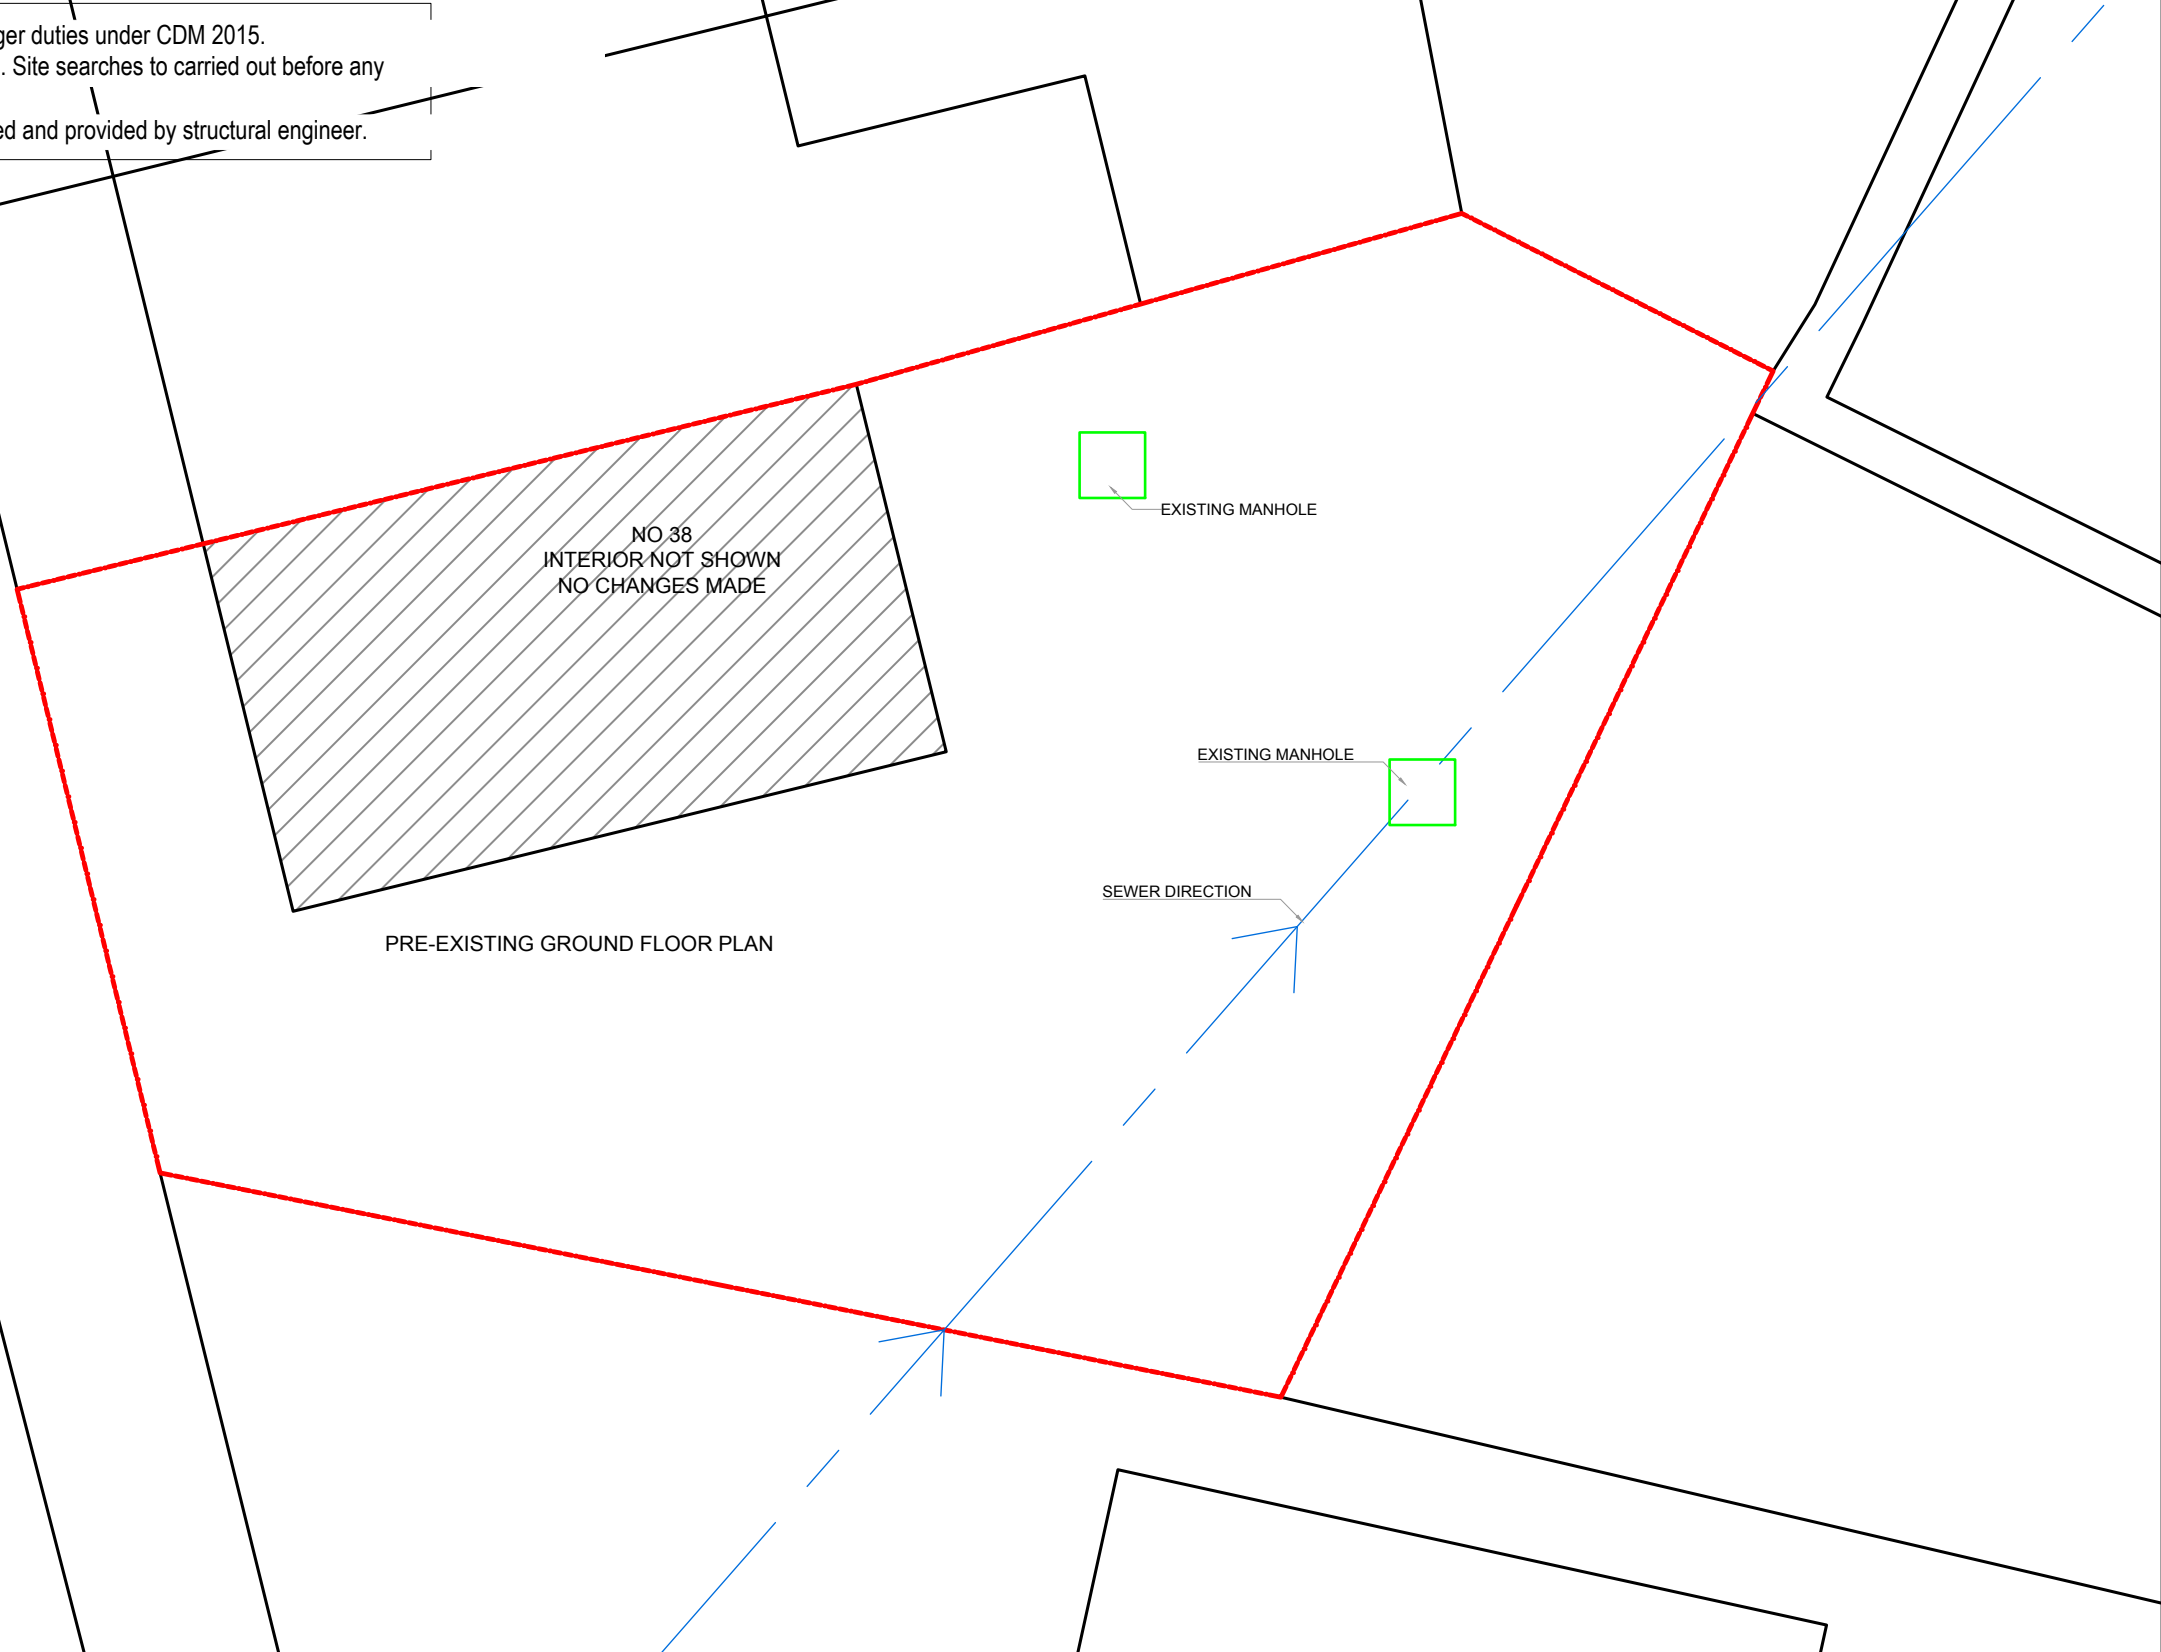 ger duties under CDM 2015.
. Site searches to carried out before any
ed and provided by structural engineer.
NO 38
INTERIOR NOT SHOWN
NO CHANGES MADE
EXISTING MANHOLE
EXISTING MANHOLE
SEWER DIRECTION
PRE-EXISTING GROUND FLOOR PLAN